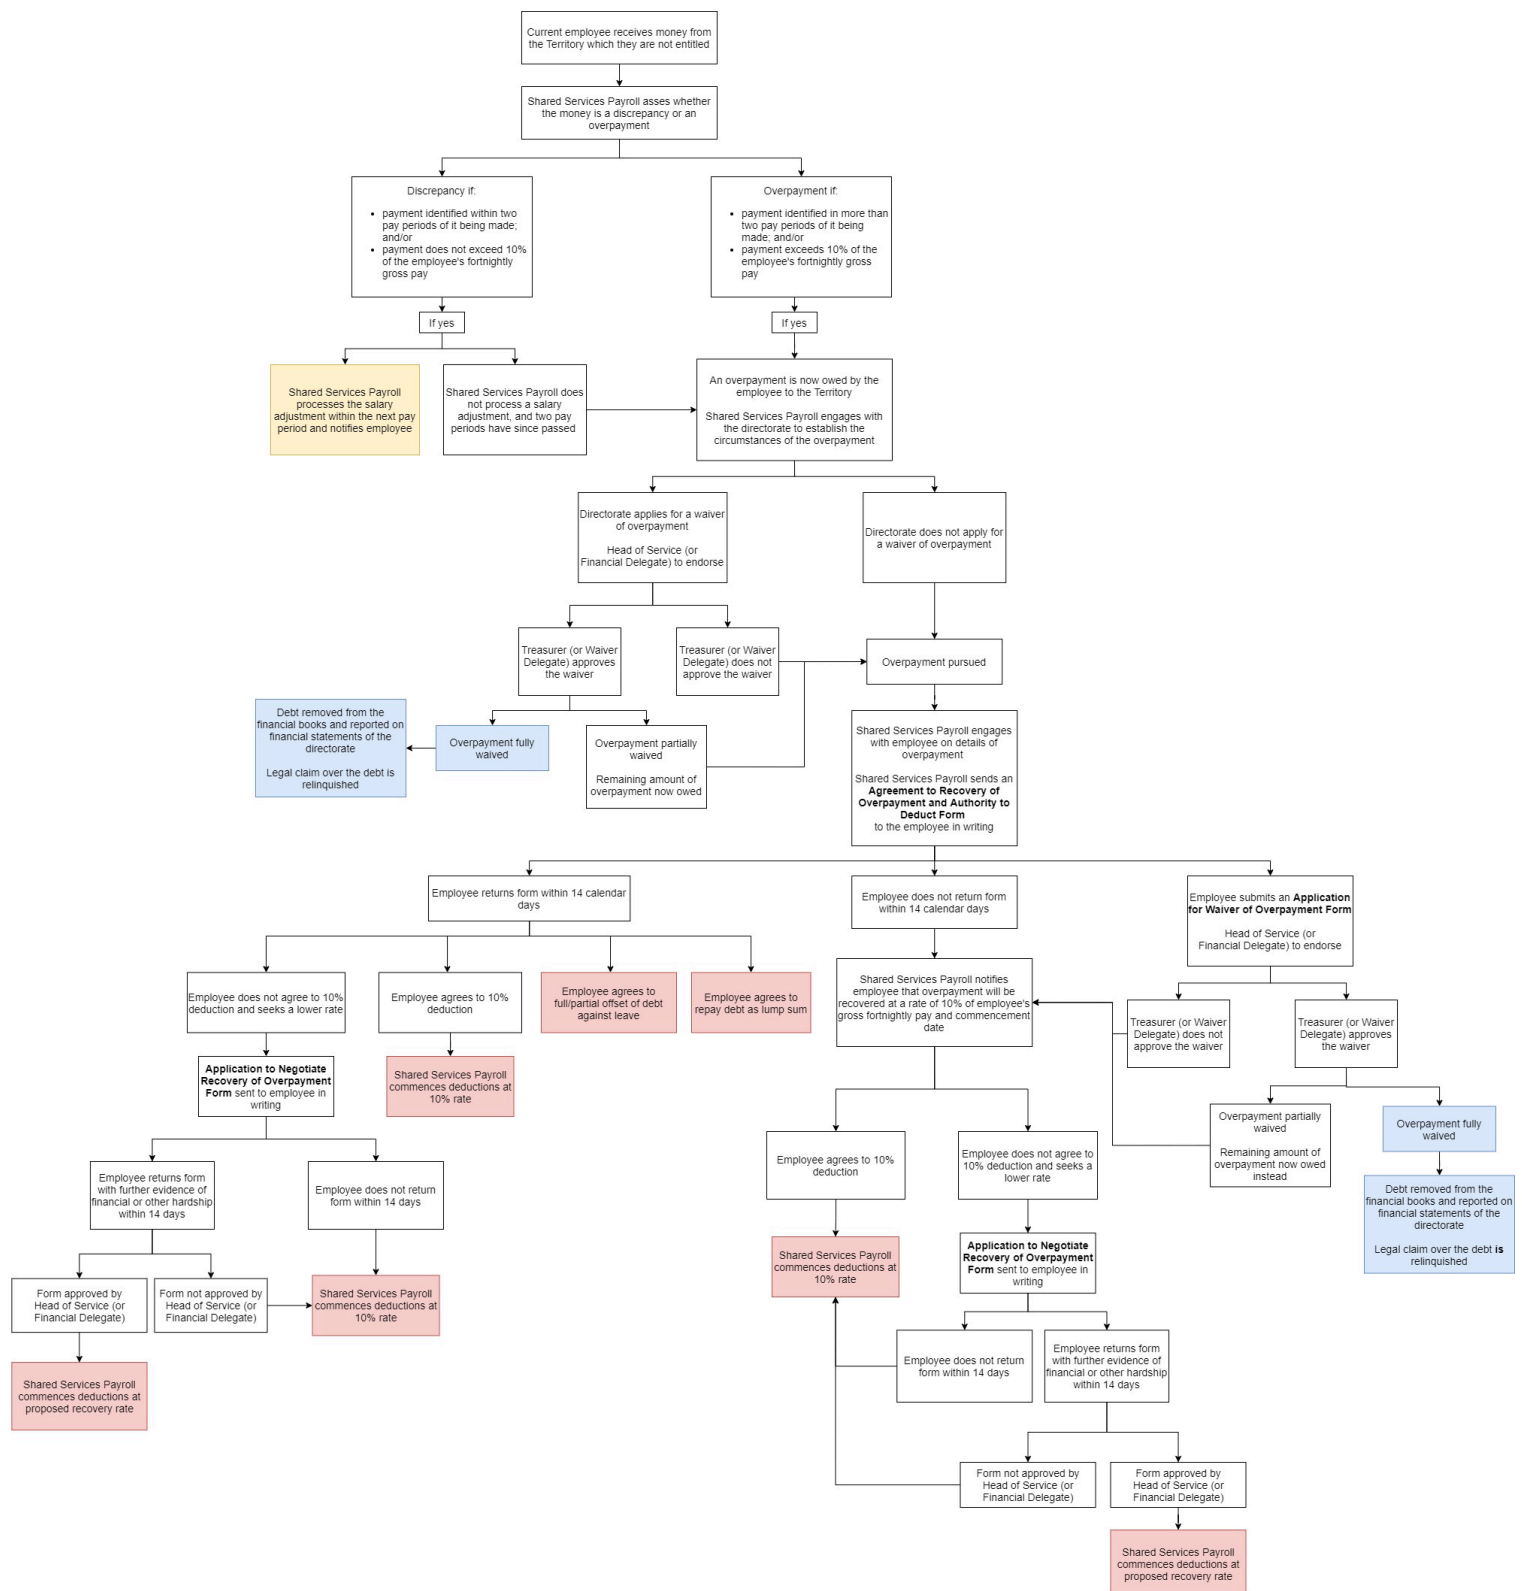 Current employee receives money from
the Territory which they are not entitled
Shared Services Payroll asses whether
the money is a discrepancy or an
overpayment
Discrepancy if:
• payment identified within two
pay periods of it being made;
and/or
• payment does not exceed 10%
of the employee's fortnightly
gross pay
Overpayment if:
• payment identified in more than
two pay periods of it being
made; and/or
• payment exceeds 10% of the
employee's fortnightly gross
pay
If yes
If yes
Shared Services Payroll
processes the salary
adjustment within the next pay
period and notifies employee
Shared Services Payroll does
not process a salary
adjustment, and two pay
periods have since passed
An overpayment is now owed by the
employee to the Territory
Shared Services Payroll engages with
the directorate to establish the
circumstances of the overpayment
Directorate applies for a waiver
of overpayment
Head of Service (or
Financial Delegate) to endorse
Directorate does not apply for
a waiver of overpayment
Treasurer (or Waiver
Delegate) approves
the waiver
Treasurer (or Waiver
Delegate) does not
approve the waiver
Overpayment pursued
Debt removed from the
financial books and reported on
financial statements of the
directorate
Legal claim over the debt is
relinquished
Overpayment fully
waived
Overpayment partially
waived
Remaining amount of
overpayment now owed
Shared Services Payroll engages
with employee on details of
overpayment
Shared Services Payroll sends an
Agreement to Recovery of
Overpayment and Authority to
Deduct Form
to the employee in writing
Employee returns form within 14 calendar
days
Employee does not return form
within 14 calendar days
Employee submits an Application
for Waiver of Overpayment Form
Head of Service (or
Financial Delegate) to endorse
Employee does not agree to 10%
deduction and seeks a lower rate
Employee agrees to 10%
deduction
Employee agrees to
full/partial offset of debt
against leave
Employee agrees to
repay debt as lump sum
Shared Services Payroll notifies
employee that overpayment will be
recovered at a rate of 10% of employee's
gross fortnightly pay and commencement
date
Treasurer (or Waiver
Delegate) does not
approve the waiver
Treasurer (or Waiver
Delegate) approves
the waiver
Application to Negotiate
Recovery of Overpayment
Form sent to employee in
writing
Shared Services Payroll
commences deductions at
10% rate
Overpayment partially
waived
Remaining amount of
overpayment now owed
instead
Overpayment fully
waived
Employee agrees to 10%
deduction
Employee does not agree to
10% deduction and seeks a
lower rate
Employee returns form
with further evidence of
financial or other hardship
within 14 days
Employee does not return
form within 14 days
Debt removed from the
financial books and reported on
financial statements of the
directorate
Legal claim over the debt is
relinquished
Shared Services Payroll
commences deductions at
10% rate
Application to Negotiate
Recovery of Overpayment
Form sent to employee in
writing
Form approved by
Head of Service (or
Financial Delegate)
Form not approved by
Head of Service (or
Financial Delegate)
Shared Services Payroll
commences deductions at
10% rate
Employee does not return
form within 14 days
Employee returns form
with further evidence of
financial or other hardship
within 14 days
Shared Services Payroll
commences deductions at
proposed recovery rate
Form not approved by
Head of Service (or
Financial Delegate)
Form approved by
Head of Service (or
Financial Delegate)
Shared Services Payroll
commences deductions at
proposed recovery rate